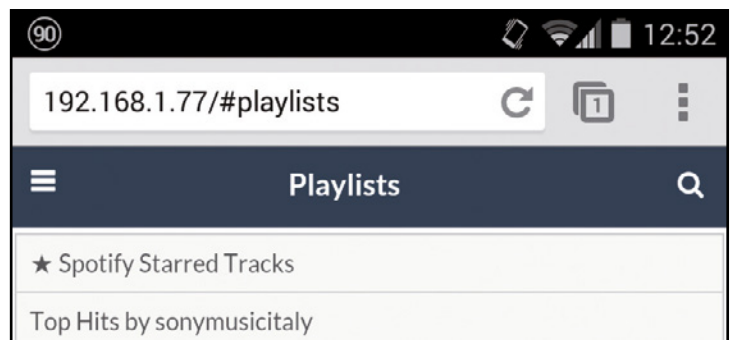 90 12:52
192.168.1.77/#playlists 1
Playlists
★ Spotify Starred Tracks
Top Hits by sonymusicitaly